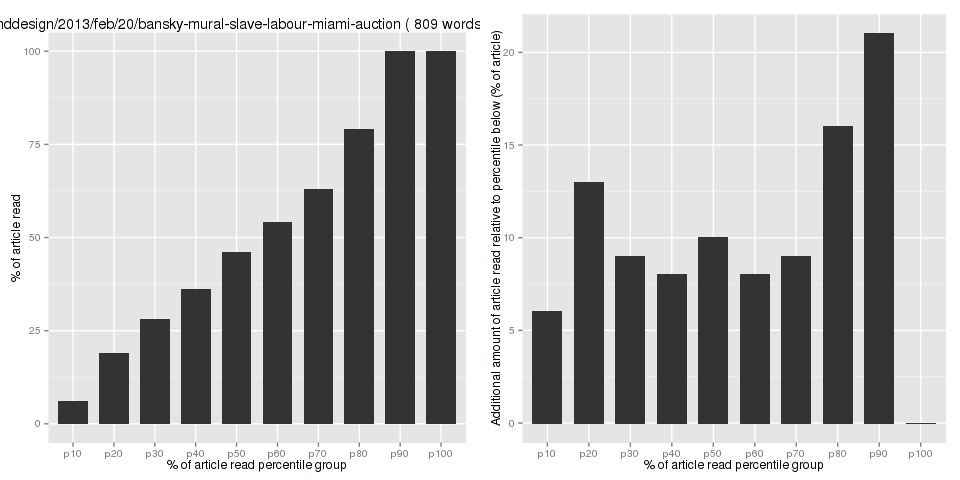 nddesign/2013/feb/20/bansky-mural-slave-labour-miami-auction ( 809 words
% of article read
100
75
50
25
0
p10 p20 p30 p40 p50 p60 p70 p80 p90 p100
% of article read percentile group
Additional amount of article read relative to percentile below (% of article)
20
15
10
5
0
p10 p20 p30 p40 p50 p60 p70 p80 p90 p100
% of article read percentile group